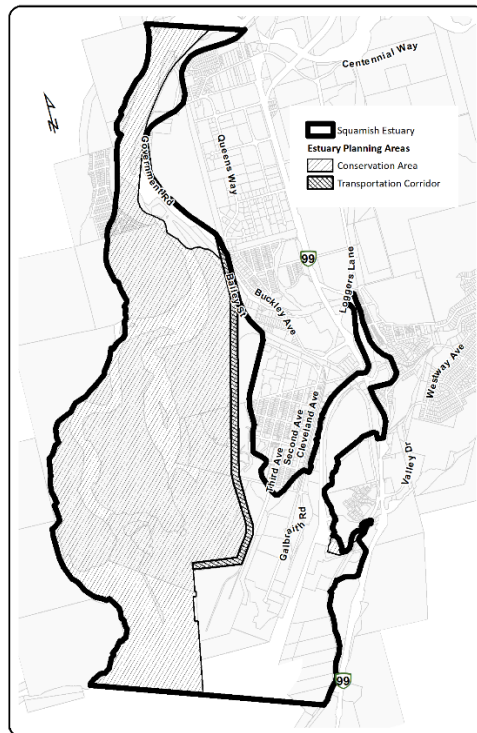 Centennial Way
N
Squamish Estuary
Estuary Planning Areas
Conservation Area
Transportation Corridor
Government Rd
Queens Way
99
Loggers Lane
Bailey St
Buckley Ave
Westway Ave
Third Ave
Second Ave
Cleveland Ave
Valley Dr
Galbraith Rd
99